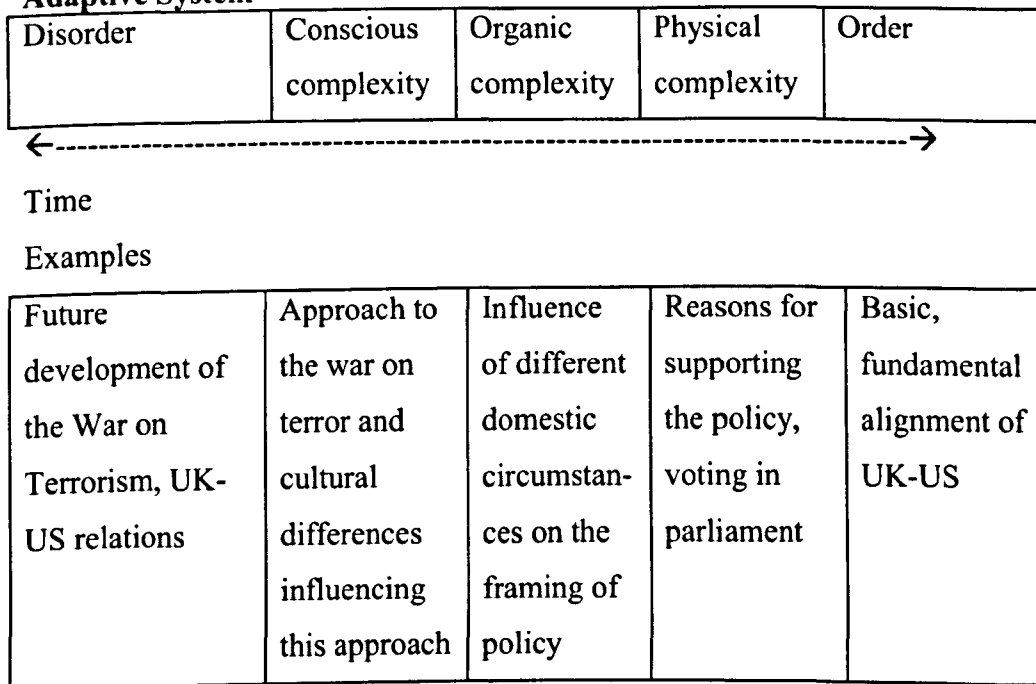 Adaptive System
Disorder
Conscious
complexity
Organic
complexity
Physical
complexity
Order
Time
Examples
Future
development of
the War on
Terrorism, UK-
US relations
Approach to
the war on
terror and
cultural
differences
influencing
this approach
Influence
of different
domestic
circumstan-
ces on the
framing of
policy
Reasons for
supporting
the policy,
voting in
parliament
Basic,
fundamental
alignment of
UK-US